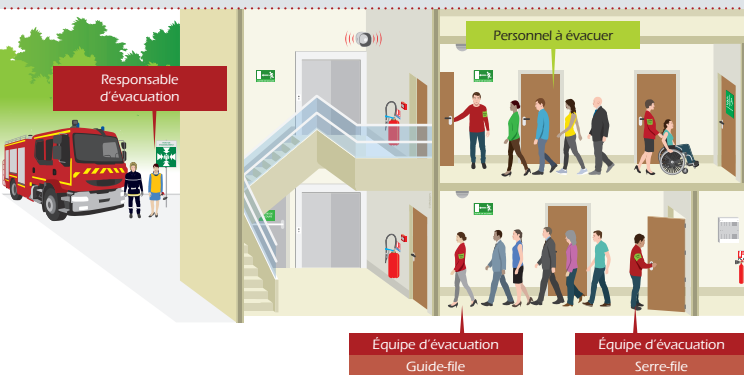 Personnel à évacuer
Responsable
d'évacuation
Équipe d'évacuation
Guide-file
Équipe d'évacuation
Serre-file